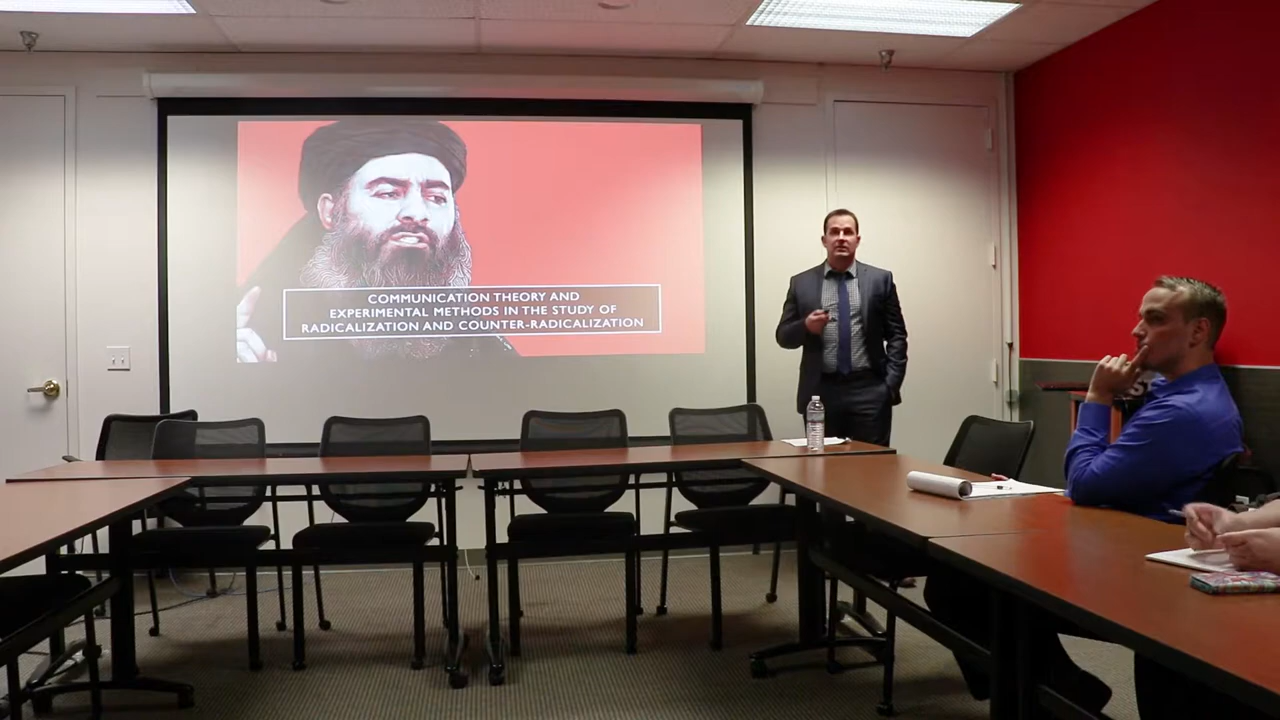 COMMUNICATION THEORY AND
EXPERIMENTAL METHODS IN THE STUDY OF
RADICALIZATION AND COUNTER-RADICALIZATION